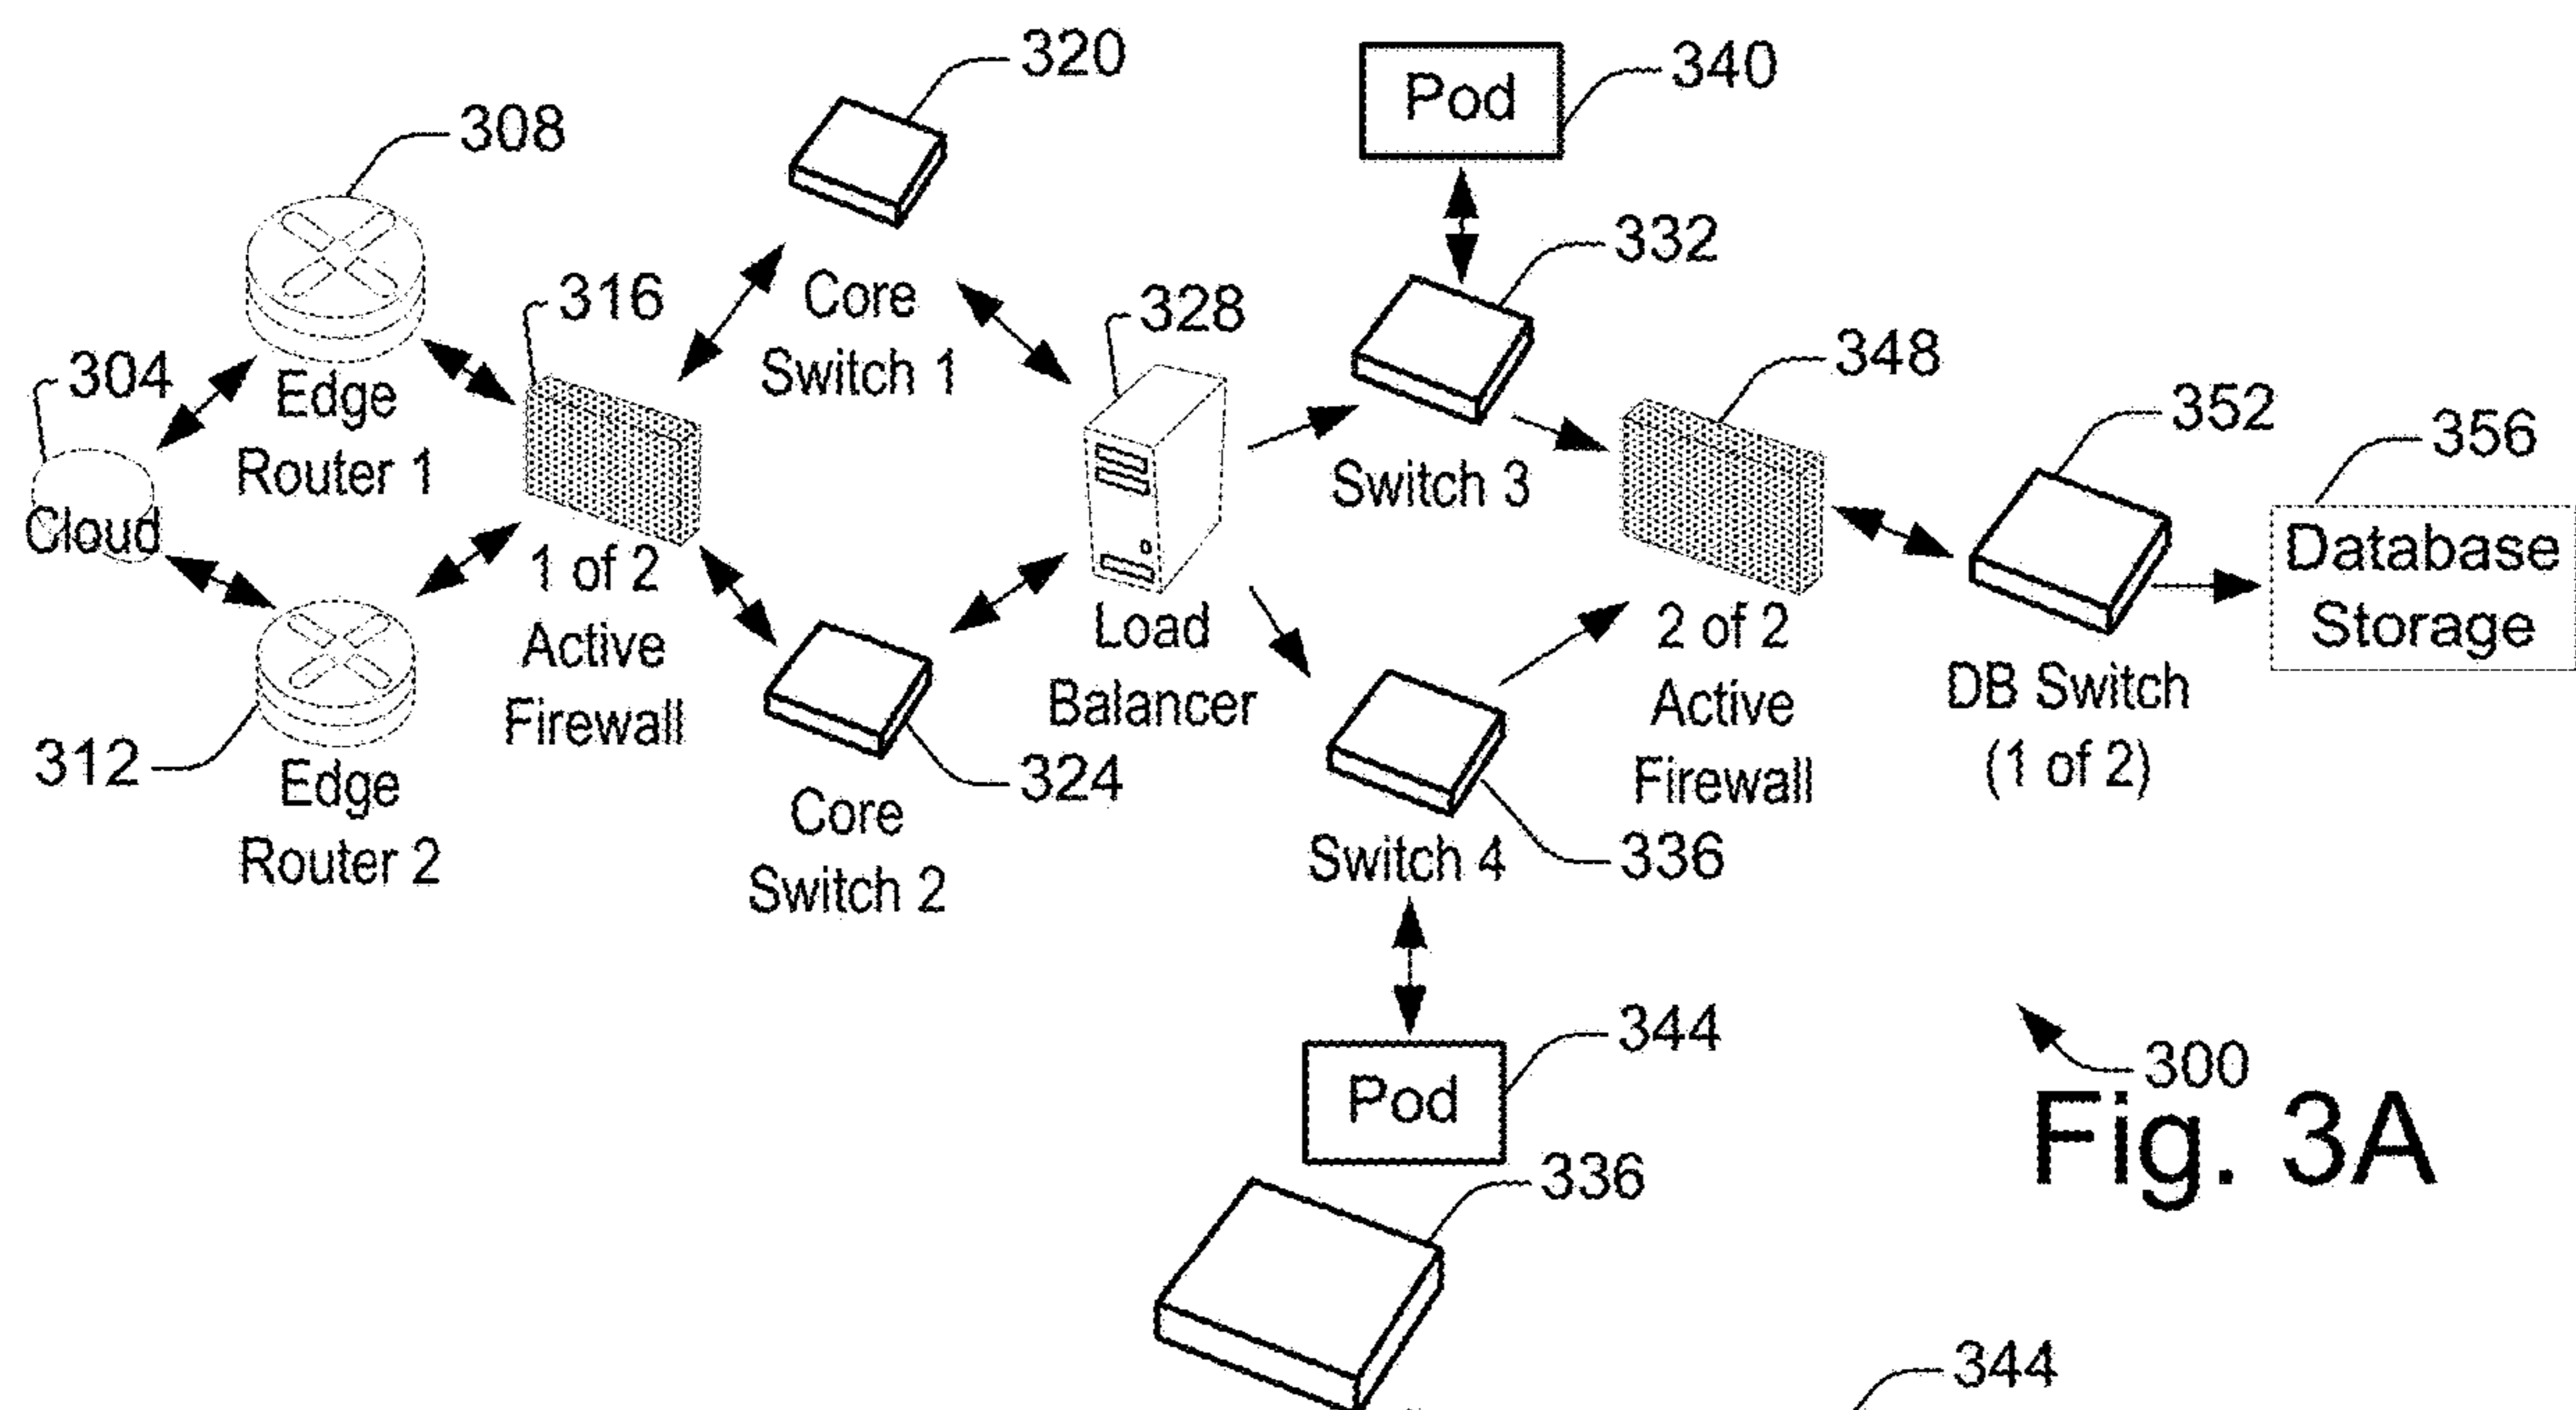 320
340
Pod
308
332
316
Core
Switch 1
328
348
304
Edge
Router 1
352
356
Switch 3
Cloud
Database
Storage
1 of 2
Active
Firewall
Load
Balancer
2 of 2
Active
Firewall
DB Switch
(1 of 2)
312
Edge
Router 2
324
Core
Switch 2
Switch 4
336
344
Pod
300
Fig. 3A
336
344